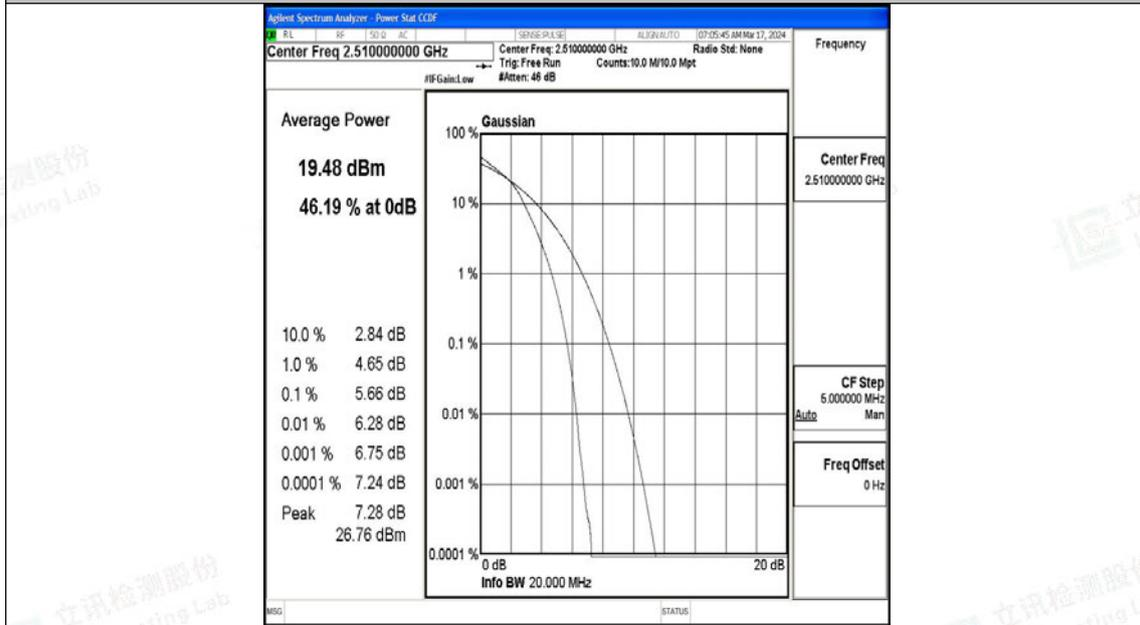 Agilent Spectrum Analyzer - Power Stat CCDF
RL RF 50 Ω AC SENSE:PULSE ALIGNAUTO 07:05:45 AM Mar 17, 2024
Center Freq 2.510000000 GHz
Center Freq: 2.510000000 GHz Radio Std: None
Trig: Free Run Counts:10.0 M/10.0 Mpt
#IFGain:Low #Atten: 46 dB
Frequency
Average Power
19.48 dBm
46.19 % at 0dB
10.0 % 2.84 dB
1.0 % 4.65 dB
0.1 % 5.66 dB
0.01 % 6.28 dB
0.001 % 6.75 dB
0.0001 % 7.24 dB
Peak 7.28 dB
26.76 dBm
Gaussian
100 %
10 %
1 %
0.1 %
0.01 %
0.001 %
0.0001 %
0 dB 20 dB
Info BW 20.000 MHz
Center Freq
2.510000000 GHz
CF Step
5.000000 MHz
Auto Man
Freq Offset
0 Hz
MSG STATUS
立讯检测股份